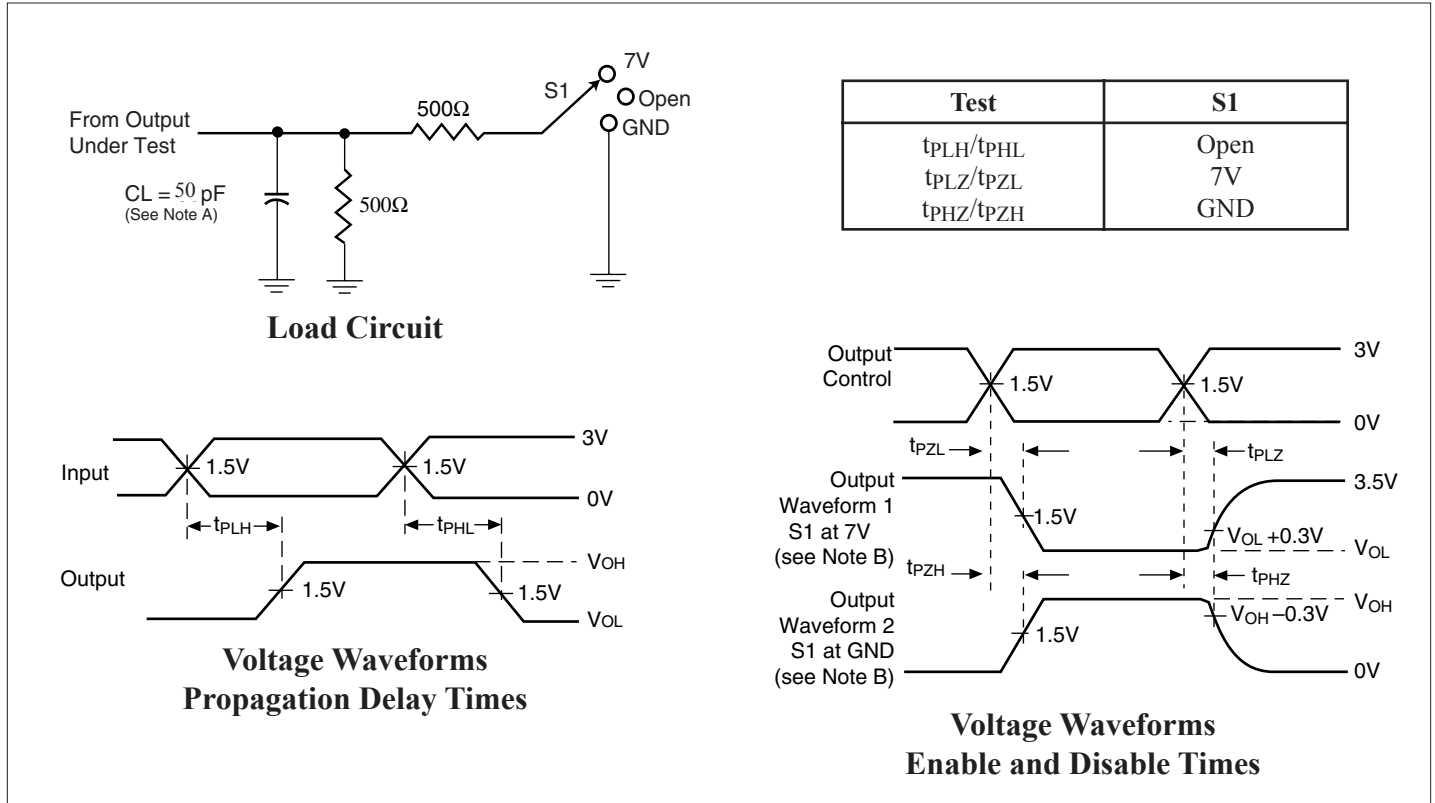 7V
S1
Open
500Ω
GND
From Output
Under Test
CL = 50 pF
(See Note A)
500Ω
Load Circuit
Test S1
tPLH/tPHL Open
tPLZ/tPZL 7V
tPHZ/tPZH GND
Input
3V
1.5V
1.5V
0V
tPLH
tPHL
Output
VOH
1.5V
1.5V
VOL
Voltage Waveforms
Propagation Delay Times
Output
Control
3V
1.5V
1.5V
0V
tPZL
tPLZ
Output
Waveform 1
S1 at 7V
(see Note B)
3.5V
1.5V
VOL +0.3V
VOL
tPZH
tPHZ
Output
Waveform 2
S1 at GND
(see Note B)
VOH
VOH –0.3V
1.5V
0V
Voltage Waveforms
Enable and Disable Times